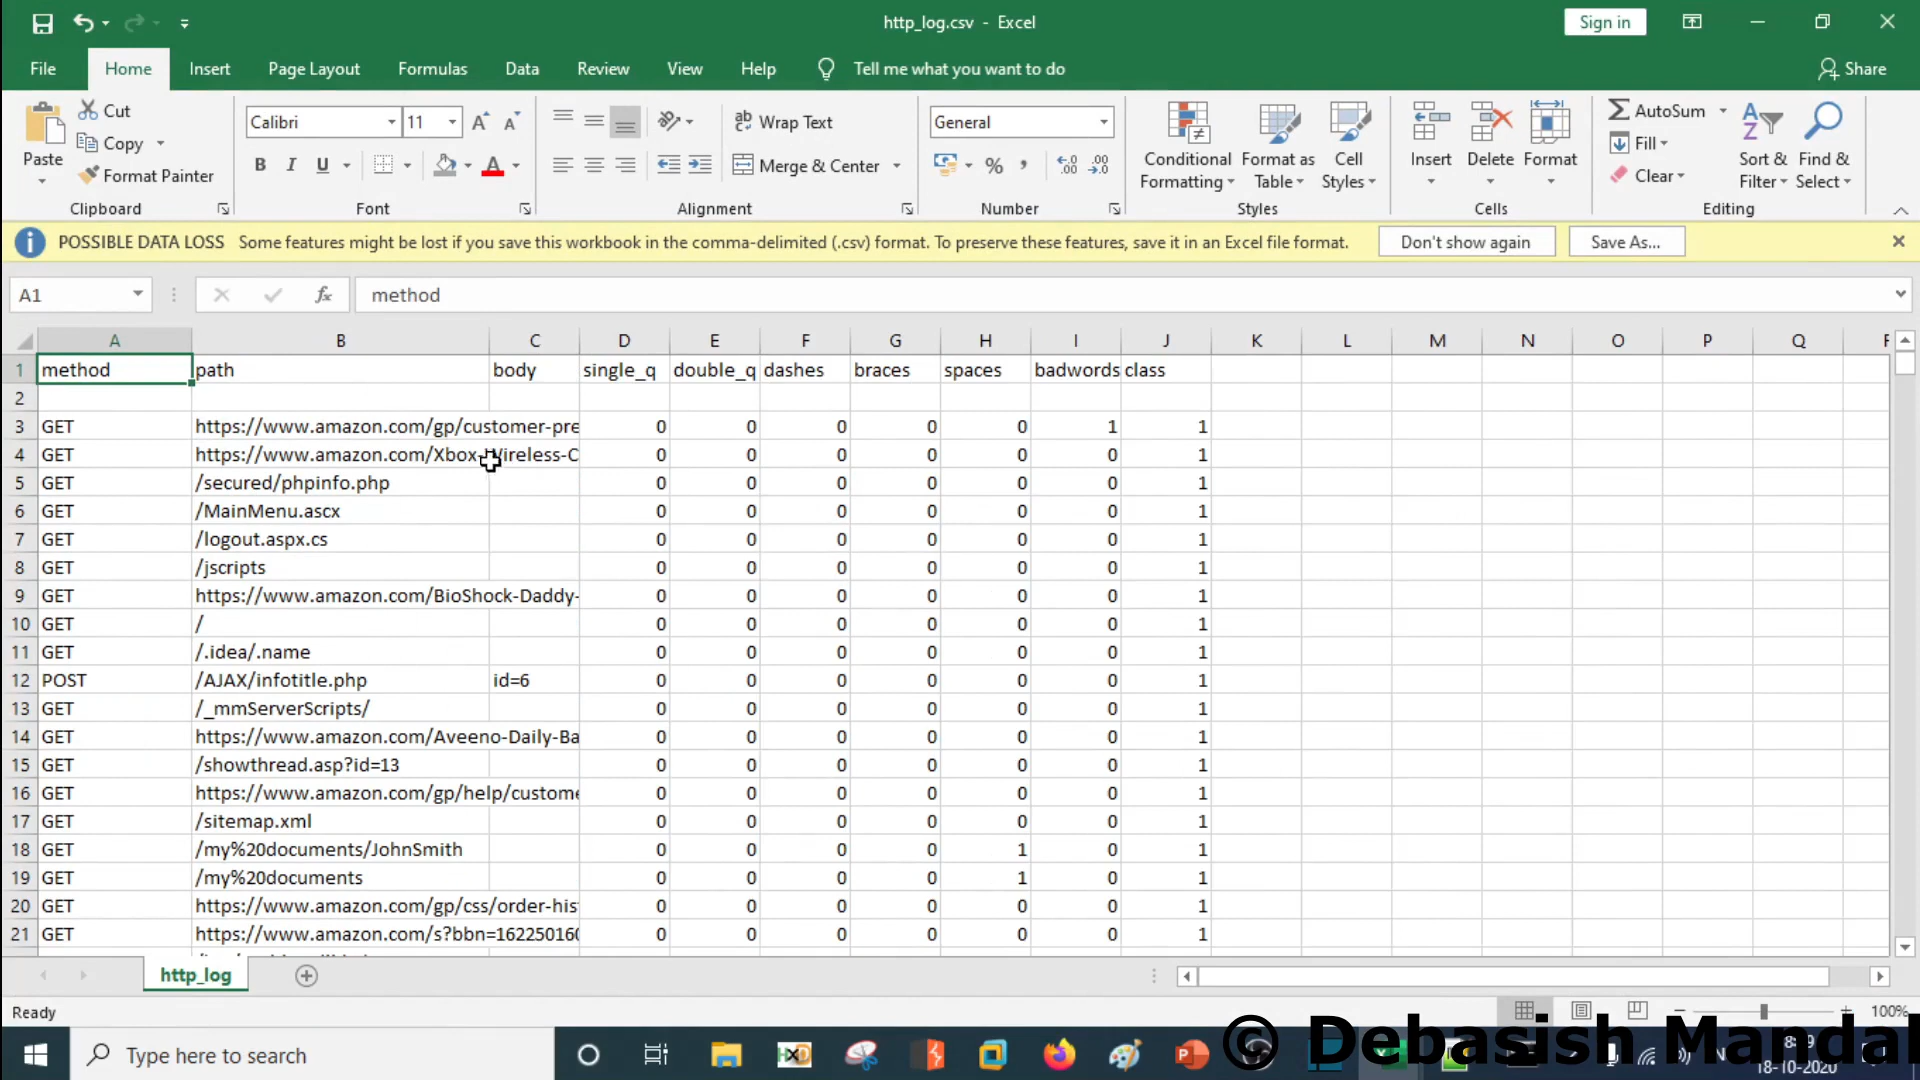 http_log.csv - Excel
Sign in
File Home Insert Page Layout Formulas Data Review View Help Tell me what you want to do Share
Paste
Cut
Copy
Format Painter
Clipboard
Calibri 11
B I U
Font
Wrap Text
Merge & Center
Alignment
General
Number
Conditional Formatting
Format as Table
Cell Styles
Styles
Insert Delete Format
Cells
AutoSum
Fill
Clear
Sort & Filter
Find & Select
Editing
POSSIBLE DATA LOSS Some features might be lost if you save this workbook in the comma-delimited (.csv) format. To preserve these features, save it in an Excel file format. Don't show again Save As...
A1 fx method
A B C D E F G H I J K L M N O P Q
1 method path body single_q double_q dashes braces spaces badwords class
2
3 GET https://www.amazon.com/gp/customer-pre 0 0 0 0 0 1 1
4 GET https://www.amazon.com/Xbox-Wireless-C 0 0 0 0 0 0 1
5 GET /secured/phpinfo.php 0 0 0 0 0 0 1
6 GET /MainMenu.ascx 0 0 0 0 0 0 1
7 GET /logout.aspx.cs 0 0 0 0 0 0 1
8 GET /jscripts 0 0 0 0 0 0 1
9 GET https://www.amazon.com/BioShock-Daddy- 0 0 0 0 0 0 1
10 GET / 0 0 0 0 0 0 1
11 GET /.idea/.name 0 0 0 0 0 0 1
12 POST /AJAX/infotitle.php id=6 0 0 0 0 0 0 1
13 GET /_mmServerScripts/ 0 0 0 0 0 0 1
14 GET https://www.amazon.com/Aveeno-Daily-Ba 0 0 0 0 0 0 1
15 GET /showthread.asp?id=13 0 0 0 0 0 0 1
16 GET https://www.amazon.com/gp/help/custome 0 0 0 0 0 0 1
17 GET /sitemap.xml 0 0 0 0 0 0 1
18 GET /my%20documents/JohnSmith 0 0 0 0 1 0 1
19 GET /my%20documents 0 0 0 0 1 0 1
20 GET https://www.amazon.com/gp/css/order-his 0 0 0 0 0 0 1
21 GET https://www.amazon.com/s?bbn=162250160 0 0 0 0 0 0 1
http_log
Ready 100%
Type here to search
© Debasish Mandal
18-10-2020